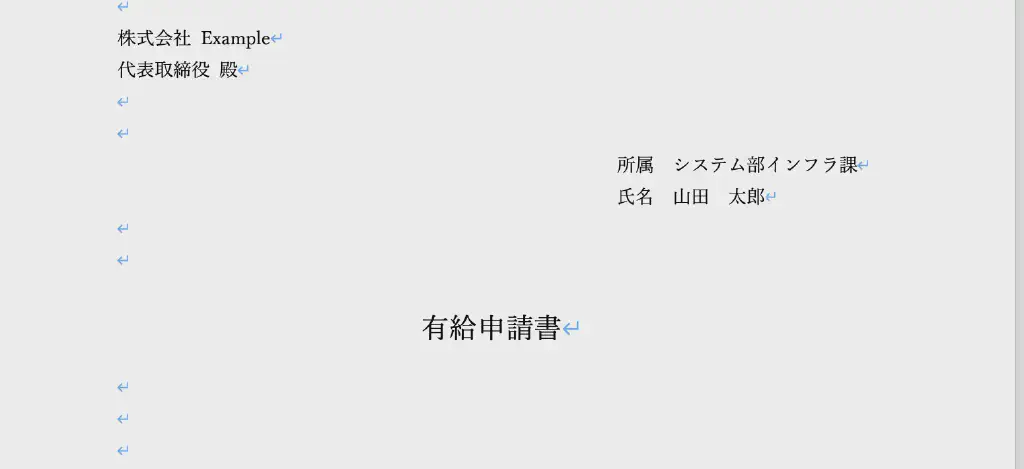 株式会社 Example
代表取締役 殿
所属　システム部インフラ課
氏名　山田　太郎
有給申請書